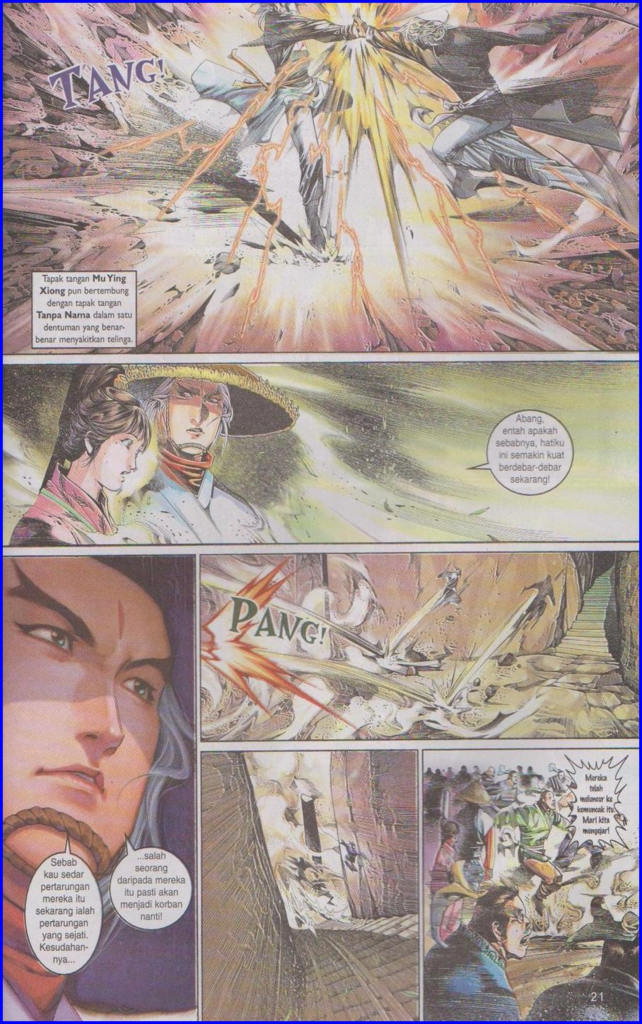 TANG!
Tapak tangan Mu Ying
Xiong pun bertembung
dengan tapak tangan
Tanpa Nama dalam satu
dentuman yang benar-
benar menyakitkan telinga.
Abang,
entah apakah
sebabnya, hatiku
ini semakin kuat
berdebar-debar
sekarang!
Sebab
kau sedar
pertarungan
mereka itu
sekarang ialah
pertarungan
yang sejati.
Kesudahan-
nya...
...salah
seorang
daripada mereka
itu pasti akan
menjadi korban
nanti!
PANG!
Mereka
telah
meluncur ke
kemuncak itu!
Mari kita
mengejar!
21